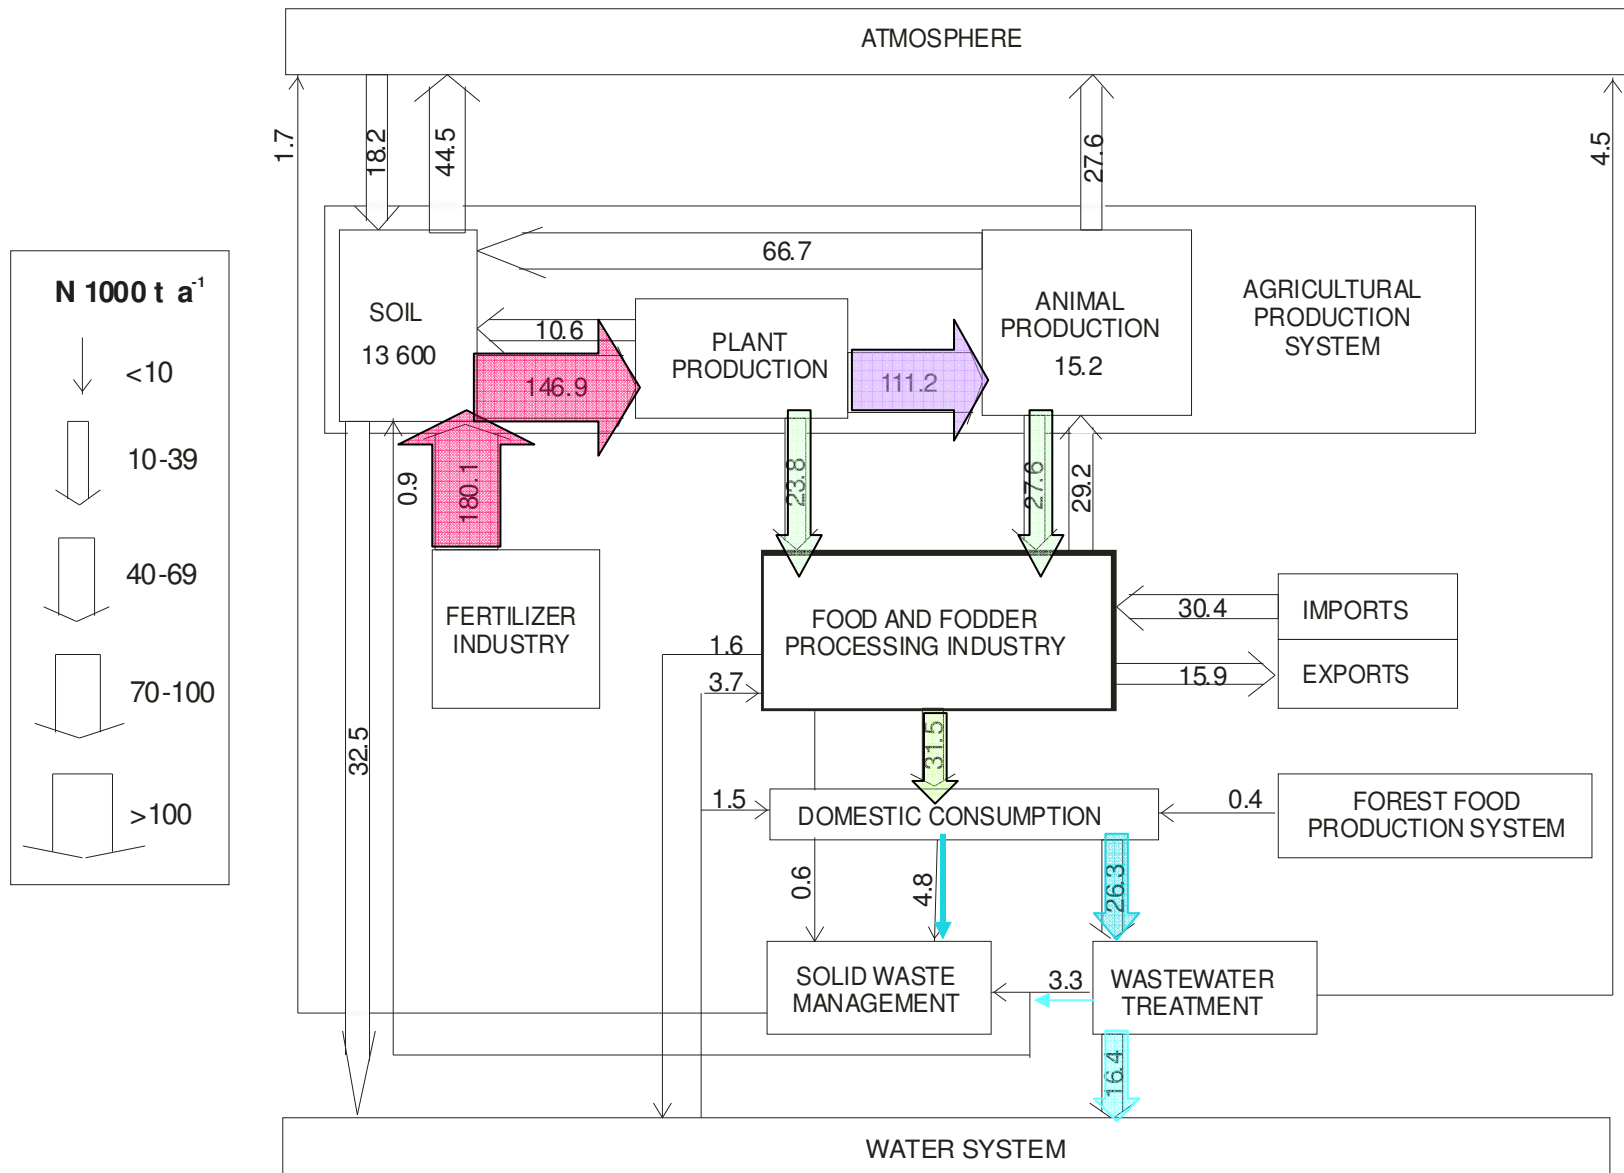 ATMOSPHERE
1.7
18.2
44.5
27.6
4.5
N 1000 t a-1
<10
10-39
40-69
70-100
>100
66.7
SOIL
13 600
10.6
146.9
PLANT
PRODUCTION
111.2
ANIMAL
PRODUCTION
15.2
AGRICULTURAL
PRODUCTION
SYSTEM
0.9
180.1
23.8
27.6
29.2
FERTILIZER
INDUSTRY
FOOD AND FODDER
PROCESSING INDUSTRY
30.4
IMPORTS
15.9
EXPORTS
1.6
3.7
32.5
31.5
1.5
DOMESTIC CONSUMPTION
0.4
FOREST FOOD
PRODUCTION SYSTEM
0.6
4.8
26.3
SOLID WASTE
MANAGEMENT
3.3
WASTEWATER
TREATMENT
16.4
WATER SYSTEM